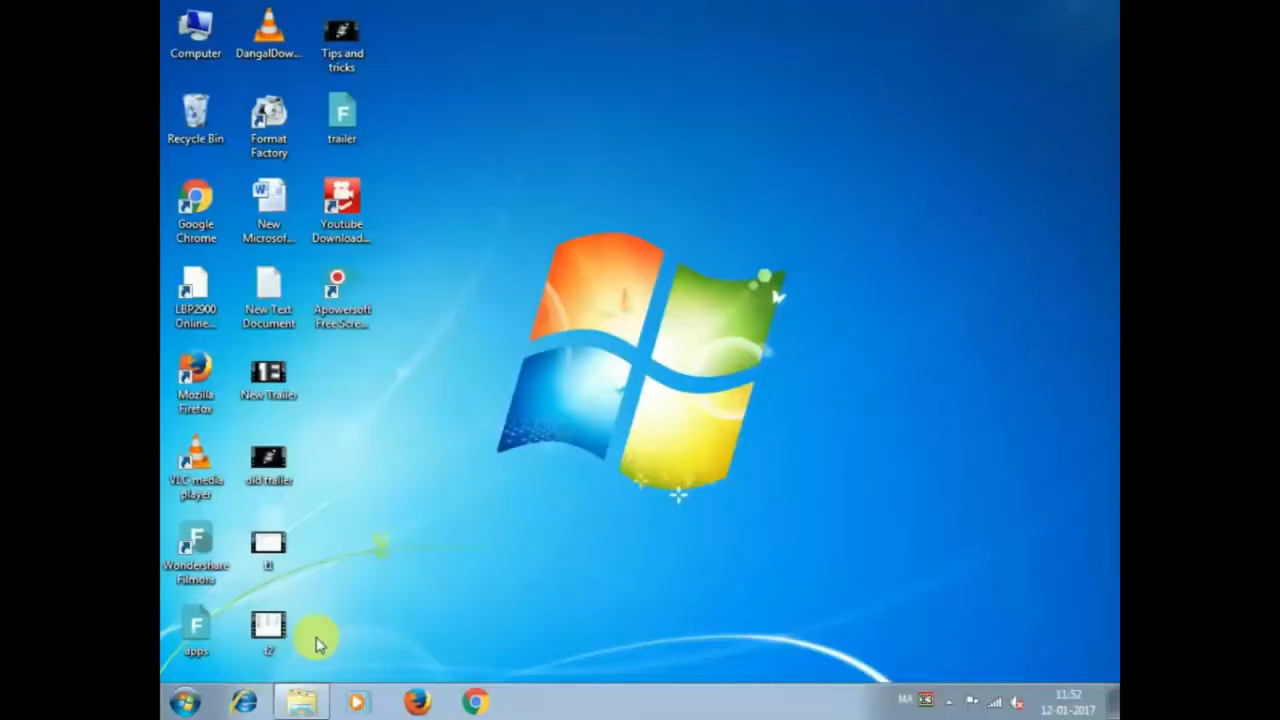 Computer
DangalDow...
Tips and
tricks
Recycle Bin
Format
Factory
F
trailer
Google
Chrome
New
Microsof...
Youtube
Download...
LBP2900
Online...
New Text
Document
Apowersoft
Free Scre...
Mozilla
Firefox
13
New Trailer
VLC media
player
old trailer
F
Wondershare
Filmora
t1
F
apps
t2
MA
11:52
12-01-2017